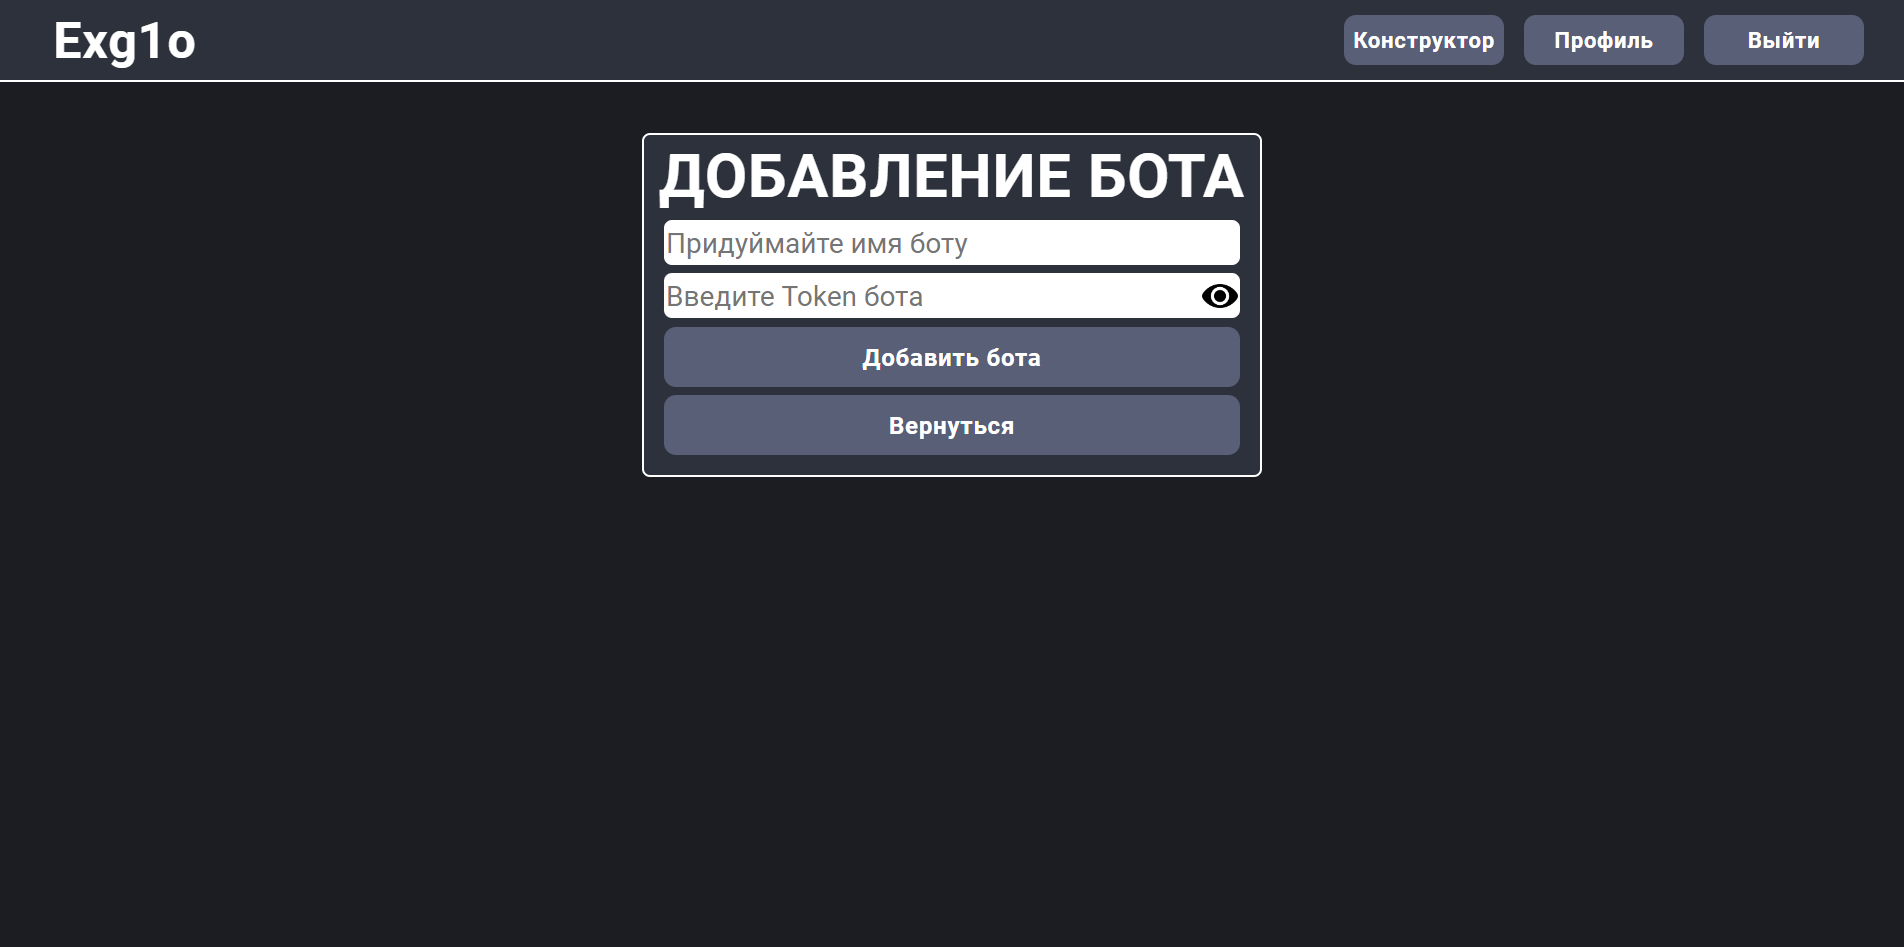 Exg1o
Конструктор
Профиль
Выйти
ДОБАВЛЕНИЕ БОТА
Придуймайте имя боту
Введите Token бота
Добавить бота
Вернуться